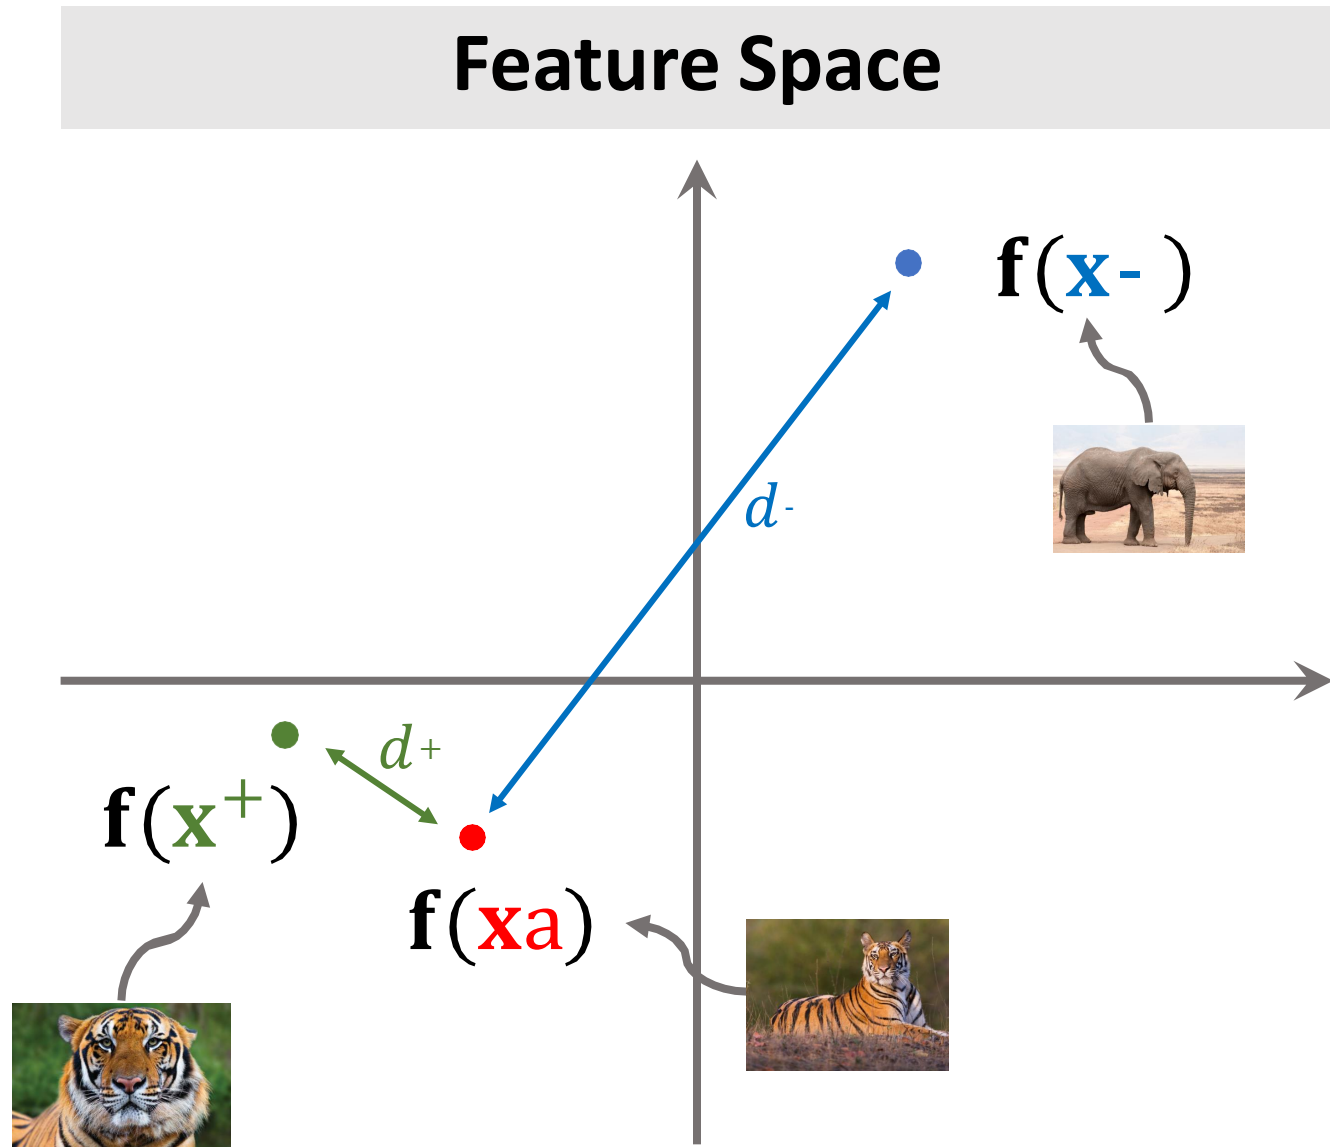 Feature Space
f(x- )
d-
d+
f(x+)
f(xa)